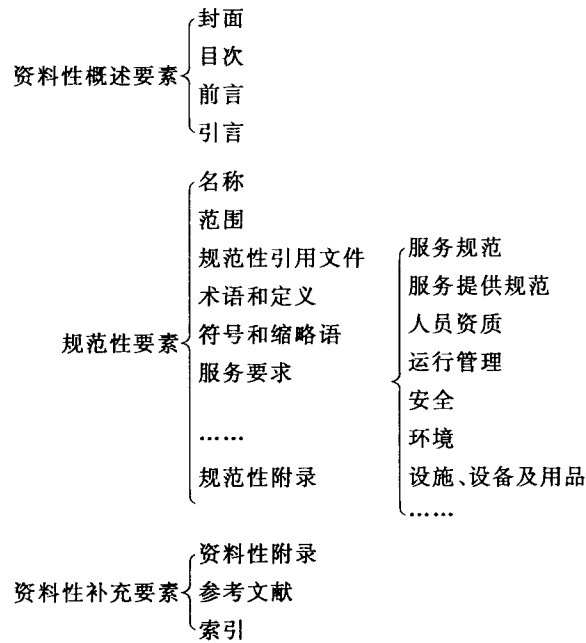 资料性概述要素
封面
目次
前言
引言
规范性要素
名称
范围
规范性引用文件
术语和定义
符号和缩略语
服务要求
……
规范性附录
服务规范
服务提供规范
人员资质
运行管理
安全
环境
设施、设备及用品
……
资料性补充要素
资料性附录
参考文献
索引